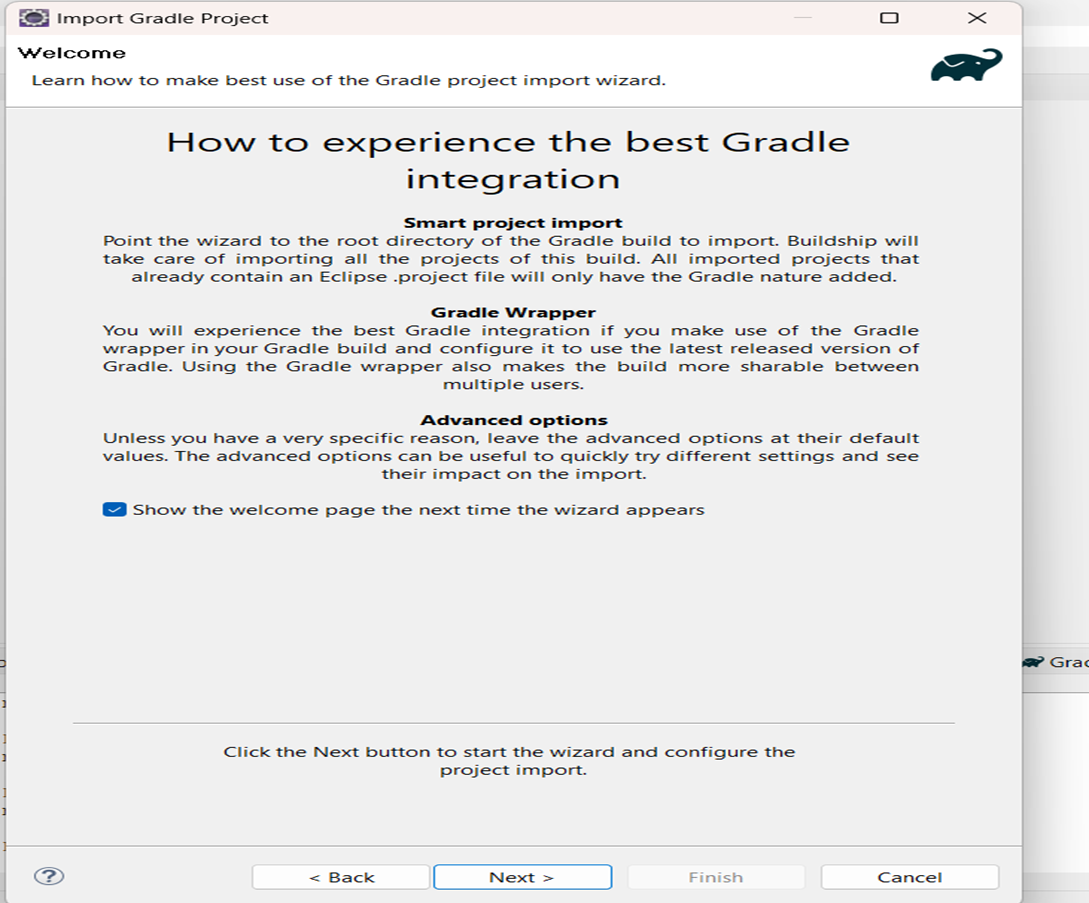 Import Gradle Project
Welcome
Learn how to make best use of the Gradle project import wizard.
How to experience the best Gradle
integration
Smart project import
Point the wizard to the root directory of the Gradle build to import. Buildship will
take care of importing all the projects of this build. All imported projects that
already contain an Eclipse .project file will only have the Gradle nature added.
Gradle Wrapper
You will experience the best Gradle integration if you make use of the Gradle
wrapper in your Gradle build and configure it to use the latest released version of
Gradle. Using the Gradle wrapper also makes the build more sharable between
multiple users.
Advanced options
Unless you have a very specific reason, leave the advanced options at their default
values. The advanced options can be useful to quickly try different settings and see
their impact on the import.
Show the welcome page the next time the wizard appears
Click the Next button to start the wizard and configure the
project import.
? < Back Next > Finish Cancel